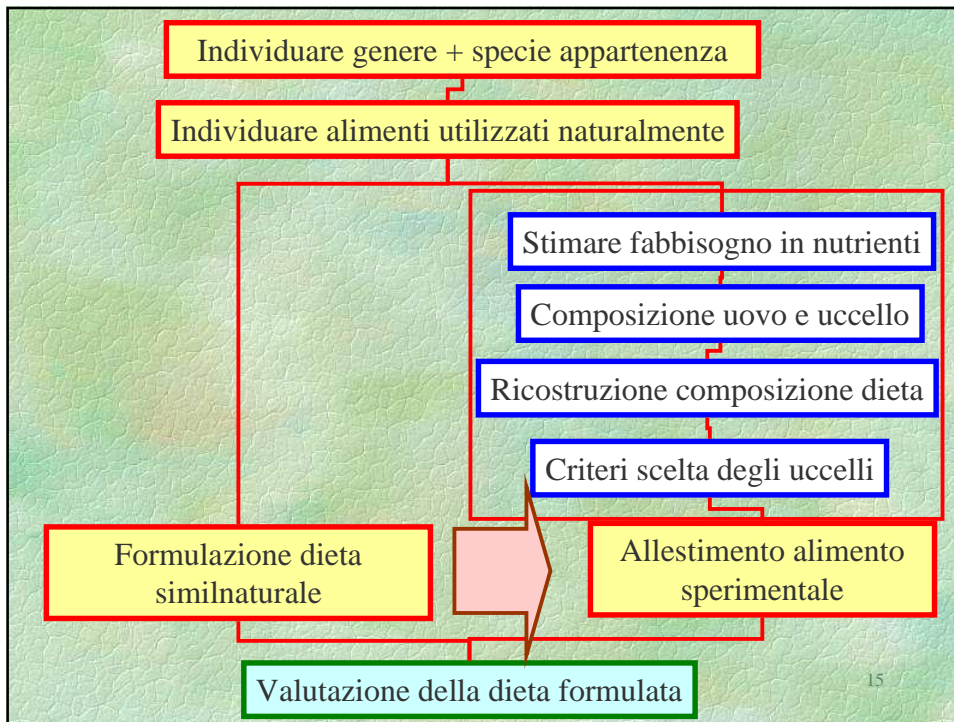 Individuare genere + specie appartenenza
Individuare alimenti utilizzati naturalmente
Stimare fabbisogno in nutrienti
Composizione uovo e uccello
Ricostruzione composizione dieta
Criteri scelta degli uccelli
Formulazione dieta
similnaturale
Allestimento alimento
sperimentale
Valutazione della dieta formulata
15